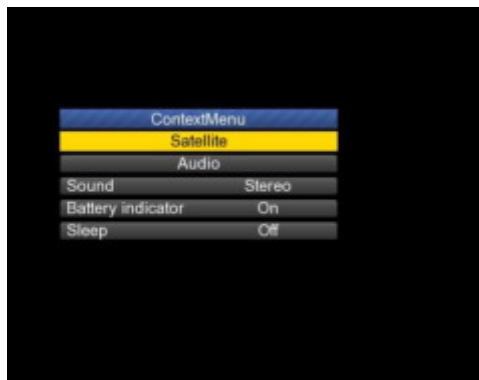 ContextMenu
Satellite
Audio
Sound Stereo
Battery indicator On
Sleep Off